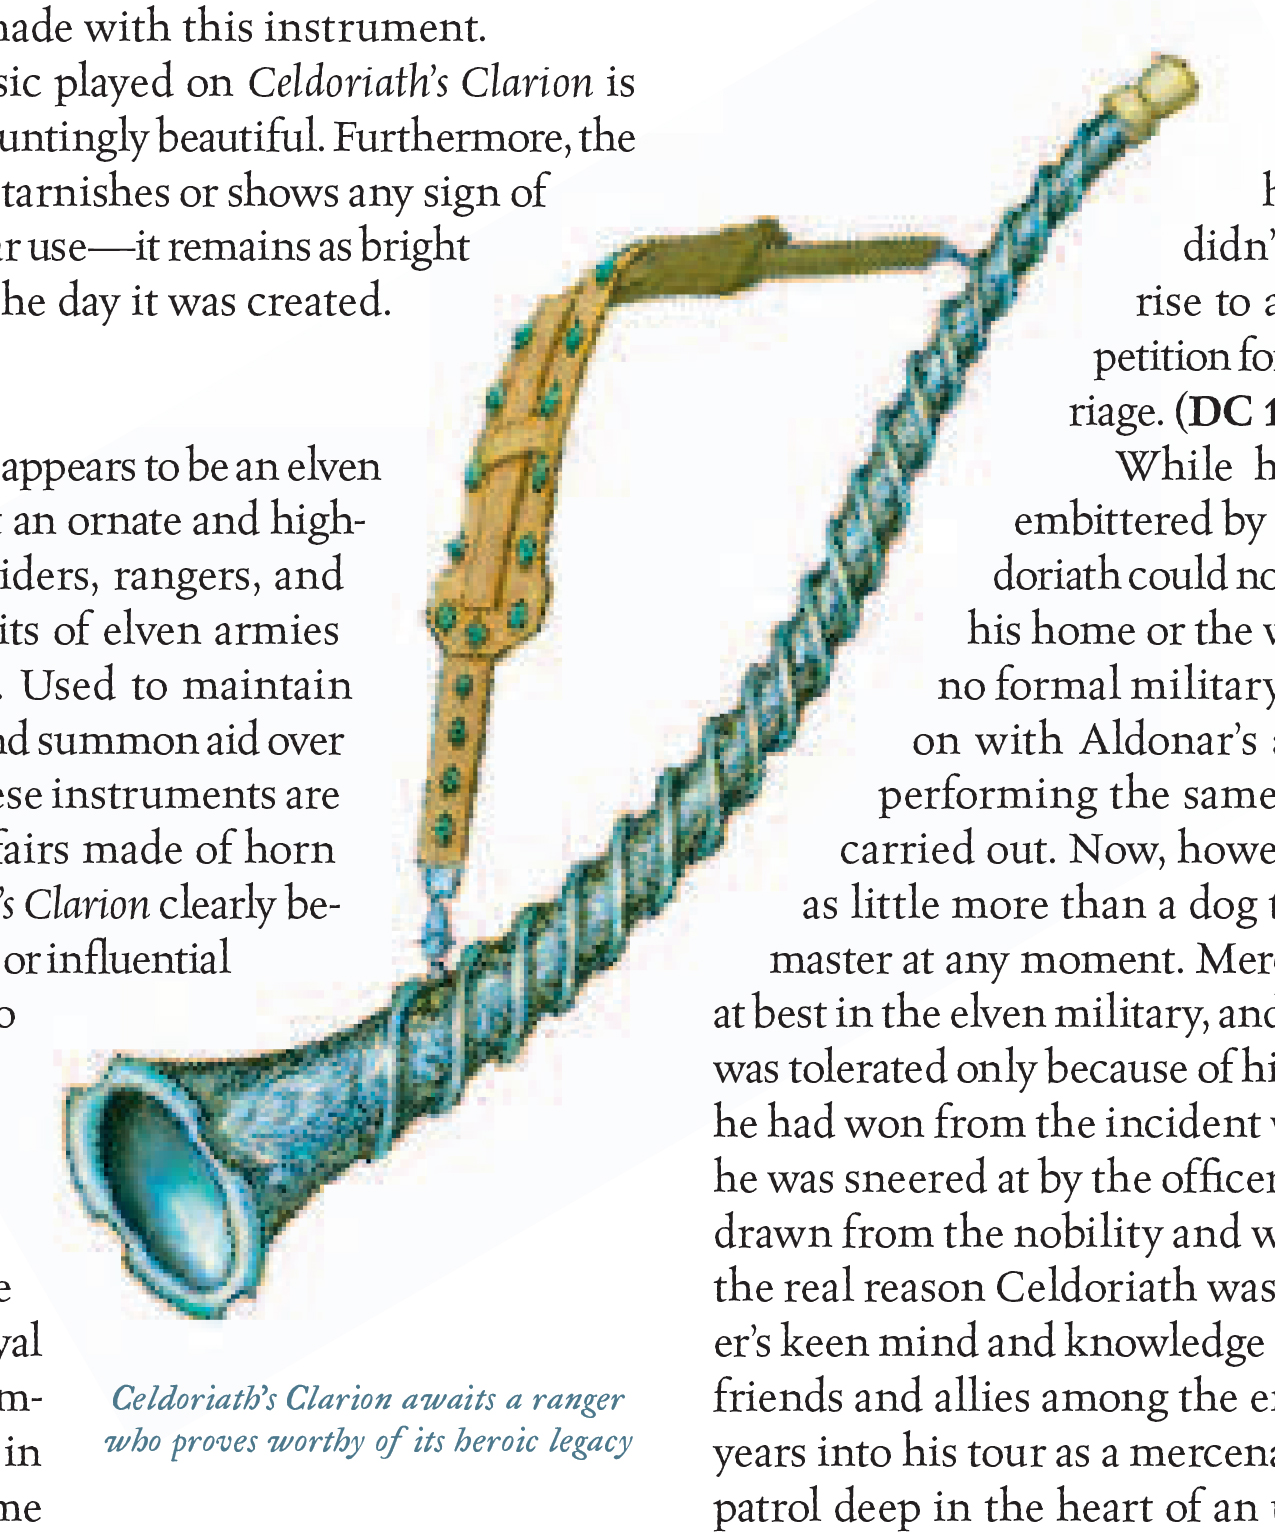 made with this instrument.
sic played on Celdoriath's Clarion is
untingly beautiful. Furthermore, the
tarnishes or shows any sign of
r use—it remains as bright
he day it was created.
appears to be an elven
t an ornate and high-
iders, rangers, and
its of elven armies
. Used to maintain
nd summon aid over
ese instruments are
fairs made of horn
's Clarion clearly be-
or influential
o
e
yal
m-
in
me
Celdoriath's Clarion awaits a ranger
who proves worthy of its heroic legacy
h
didn'
rise to a
petition for
riage. (DC 1
While h
embittered by
doriath could no
his home or the w
no formal military
on with Aldonar's a
performing the same
carried out. Now, howe
as little more than a dog t
master at any moment. Merc
at best in the elven military, and
was tolerated only because of hi
he had won from the incident w
he was sneered at by the officer
drawn from the nobility and w
the real reason Celdoriath was
er's keen mind and knowledge
friends and allies among the e
years into his tour as a mercena
patrol deep in the heart of an